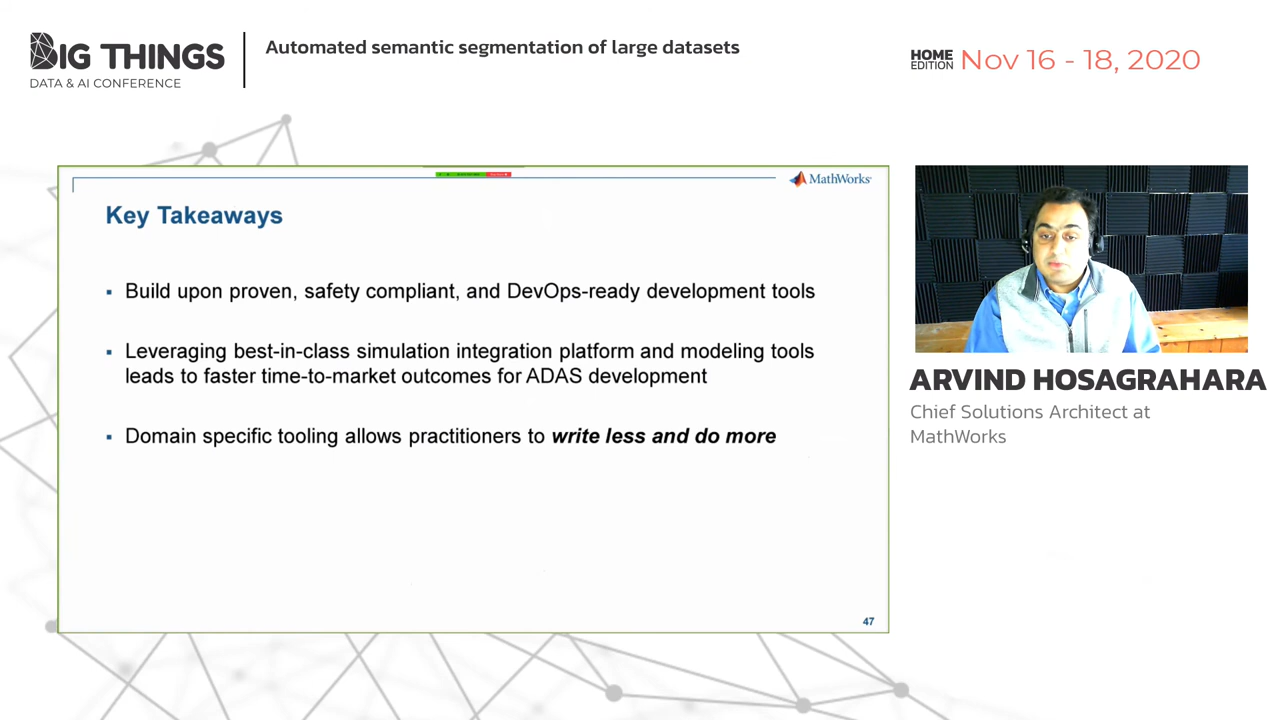 BIG THINGS
DATA & AI CONFERENCE
Automated semantic segmentation of large datasets
HOME
EDITION
Nov 16 - 18, 2020
MathWorks
Key Takeaways
▪ Build upon proven, safety compliant, and DevOps-ready development tools
▪ Leveraging best-in-class simulation integration platform and modeling tools
leads to faster time-to-market outcomes for ADAS development
▪ Domain specific tooling allows practitioners to write less and do more
47
ARVIND HOSAGRAHARA
Chief Solutions Architect at
MathWorks